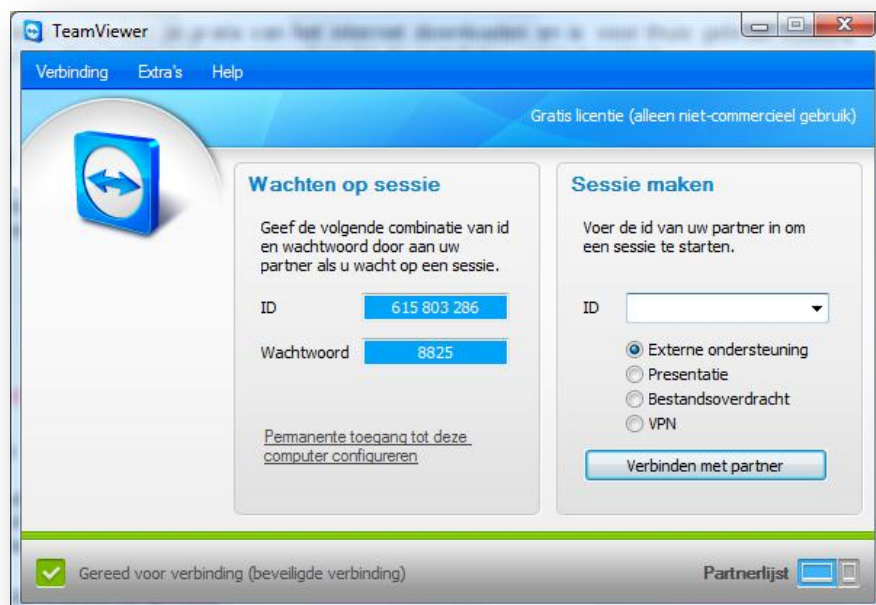 TeamViewer
Verbinding Extra's Help
Gratis licentie (alleen niet-commercieel gebruik)
Wachten op sessie
Geef de volgende combinatie van id
en wachtwoord door aan uw
partner als u wacht op een sessie.
ID 615 803 286
Wachtwoord 8825
Permanente toegang tot deze
computer configureren
Sessie maken
Voer de id van uw partner in om
een sessie te starten.
ID
Externe ondersteuning
Presentatie
Bestandsoverdracht
VPN
Verbinden met partner
Gereed voor verbinding (beveiligde verbinding)
Partnerlijst